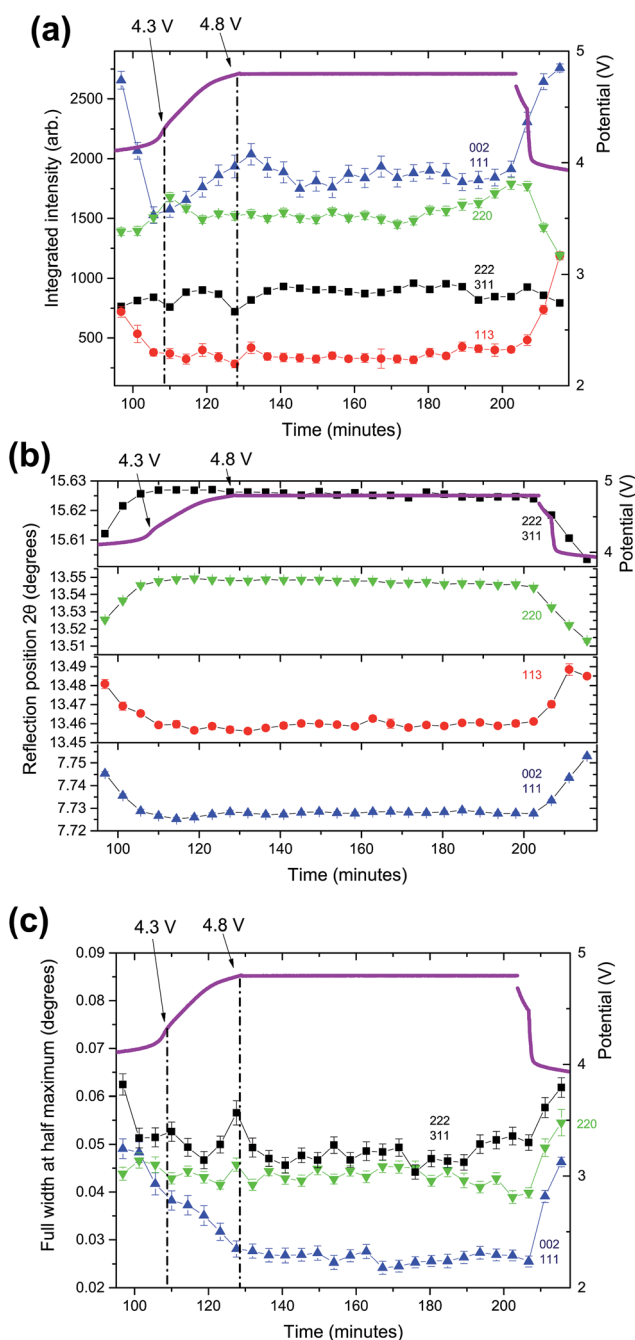 (a)
4.3 V
4.8 V
Integrated intensity (arb.)
2500
2000
1500
1000
500
5
4
3
2
Potential (V)
002
111
220
222
311
113
100 120 140 160 180 200
Time (minutes)
(b)
4.3 V
4.8 V
Reflection position 2θ (degrees)
15.63
15.62
15.61
13.55
13.54
13.52
13.51
13.49
13.48
13.46
13.45
7.75
7.73
7.72
5
4
Potential (V)
222
311
220
113
002
111
100 120 140 160 180 200
Time (minutes)
(c)
4.3 V
4.8 V
Full width at half maximum (degrees)
0.09
0.08
0.07
0.06
0.05
0.04
0.03
0.02
5
4
3
2
Potential (V)
222
311
220
002
111
100 120 140 160 180 200
Time (minutes)